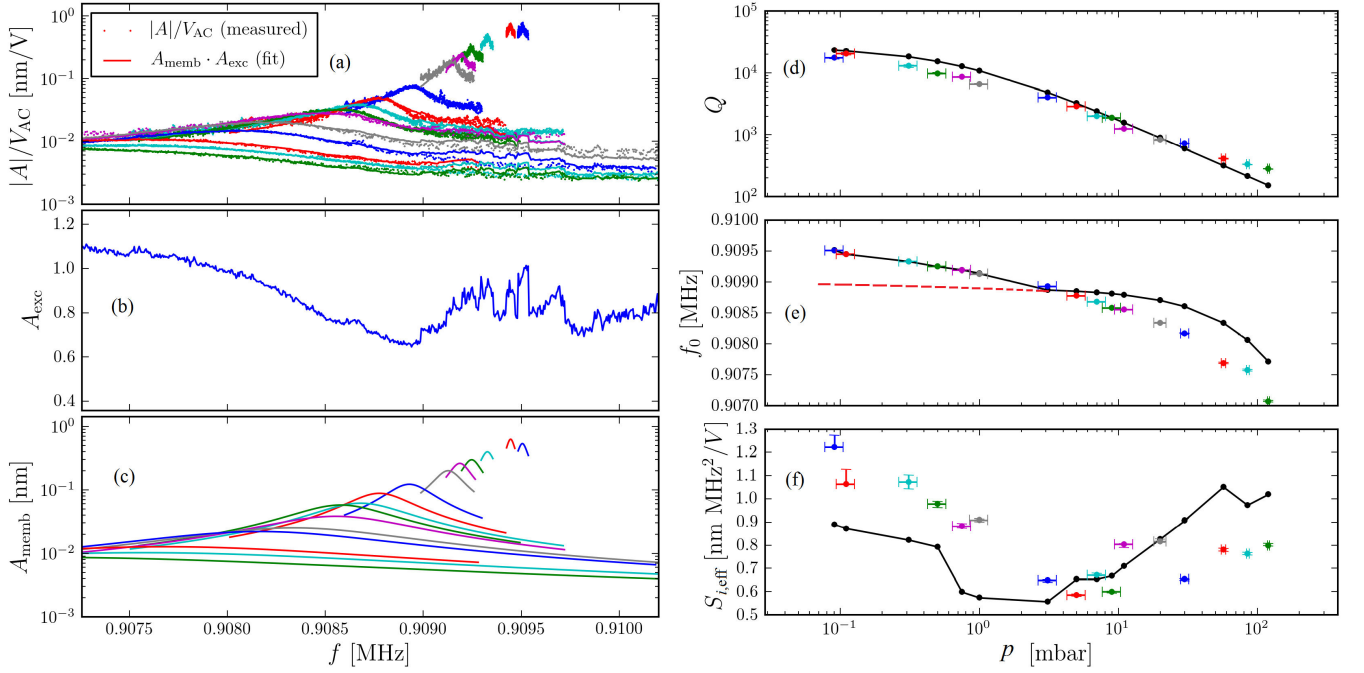 |A|/V_AC [nm/V]
10^0
10^-1
10^-2
10^-3
|A|/V_AC (measured)
A_memb · A_exc (fit)
(a)
A_exc
1.2
1.0
0.8
0.6
0.4
(b)
A_memb [nm]
10^0
10^-1
10^-2
10^-3
(c)
0.9075 0.9080 0.9085 0.9090 0.9095 0.9100
f [MHz]
Q
10^5
10^4
10^3
10^2
(d)
f_0 [MHz]
0.9100
0.9095
0.9090
0.9085
0.9080
0.9075
0.9070
(e)
S_i,eff [nm MHz^2/V]
1.3
1.2
1.1
1.0
0.9
0.8
0.7
0.6
0.5
(f)
10^-1 10^0 10^1 10^2
p [mbar]